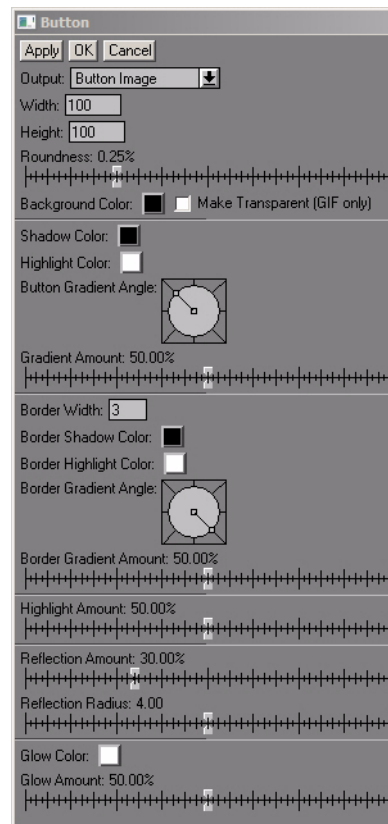 Button
Apply OK Cancel
Output: Button Image
Width: 100
Height: 100
Roundness: 0.25%
Background Color: Make Transparent (GIF only)
Shadow Color:
Highlight Color:
Button Gradient Angle:
Gradient Amount: 50.00%
Border Width: 3
Border Shadow Color:
Border Highlight Color:
Border Gradient Angle:
Border Gradient Amount: 50.00%
Highlight Amount: 50.00%
Reflection Amount: 30.00%
Reflection Radius: 4.00
Glow Color:
Glow Amount: 50.00%